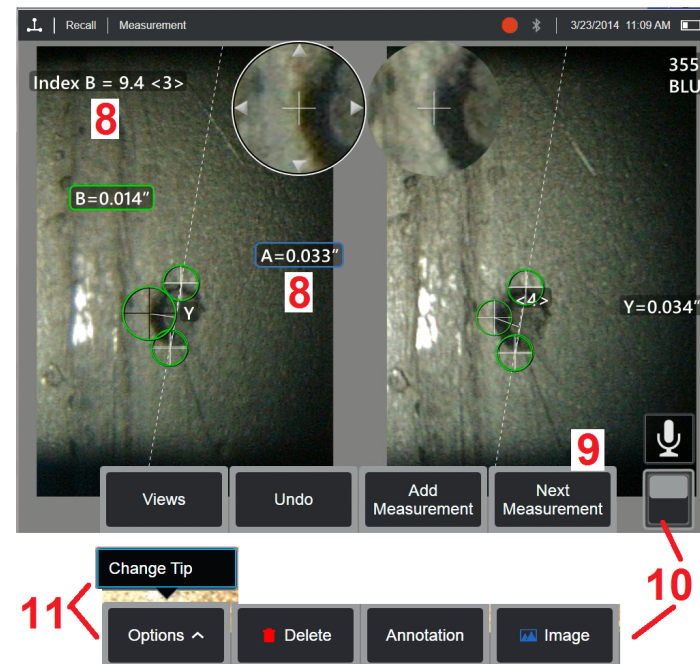 Recall | Measurement
3/23/2014 11:09 AM
Index B = 9.4 <3>
8
355
BLU
B=0.014"
A=0.033"
8
Y
<4>
Y=0.034"
9
Views
Undo
Add
Measurement
Next
Measurement
10
Change Tip
11
Options
Delete
Annotation
Image